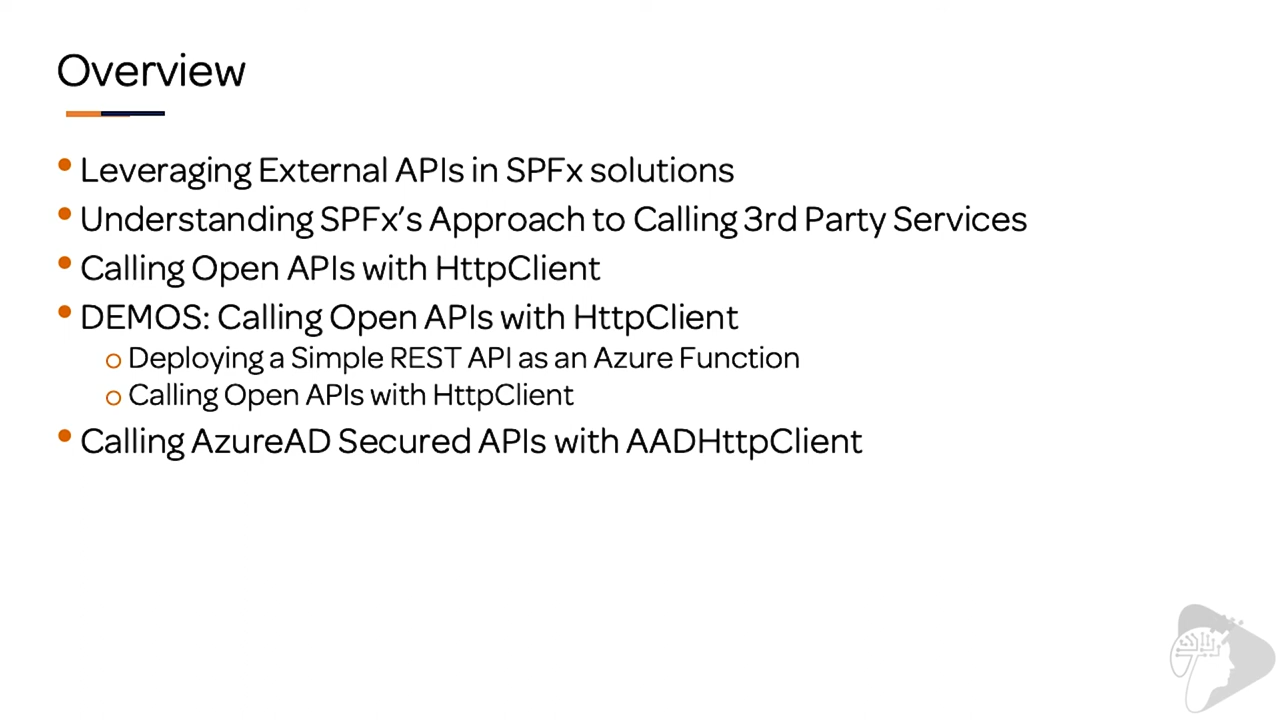 Overview
• Leveraging External APIs in SPFx solutions
• Understanding SPFx's Approach to Calling 3rd Party Services
• Calling Open APIs with HttpClient
• DEMOS: Calling Open APIs with HttpClient
○ Deploying a Simple REST API as an Azure Function
○ Calling Open APIs with HttpClient
• Calling AzureAD Secured APIs with AADHttpClient